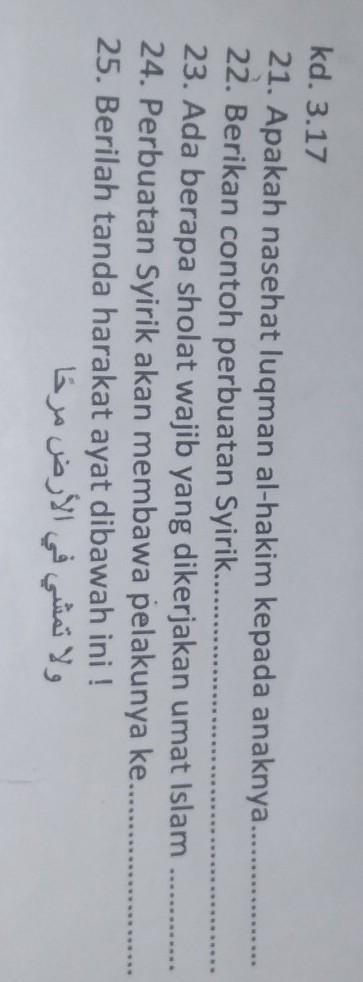 kd. 3.17
21. Apakah nasehat luqman al-hakim kepada anaknya..................
22. Berikan contoh perbuatan Syirik.................................................
23. Ada berapa sholat wajib yang dikerjakan umat Islam .............
24. Perbuatan Syirik akan membawa pelakunya ke........................
25. Berilah tanda harakat ayat dibawah ini !
و لا تمشي في الأرض مرحًا